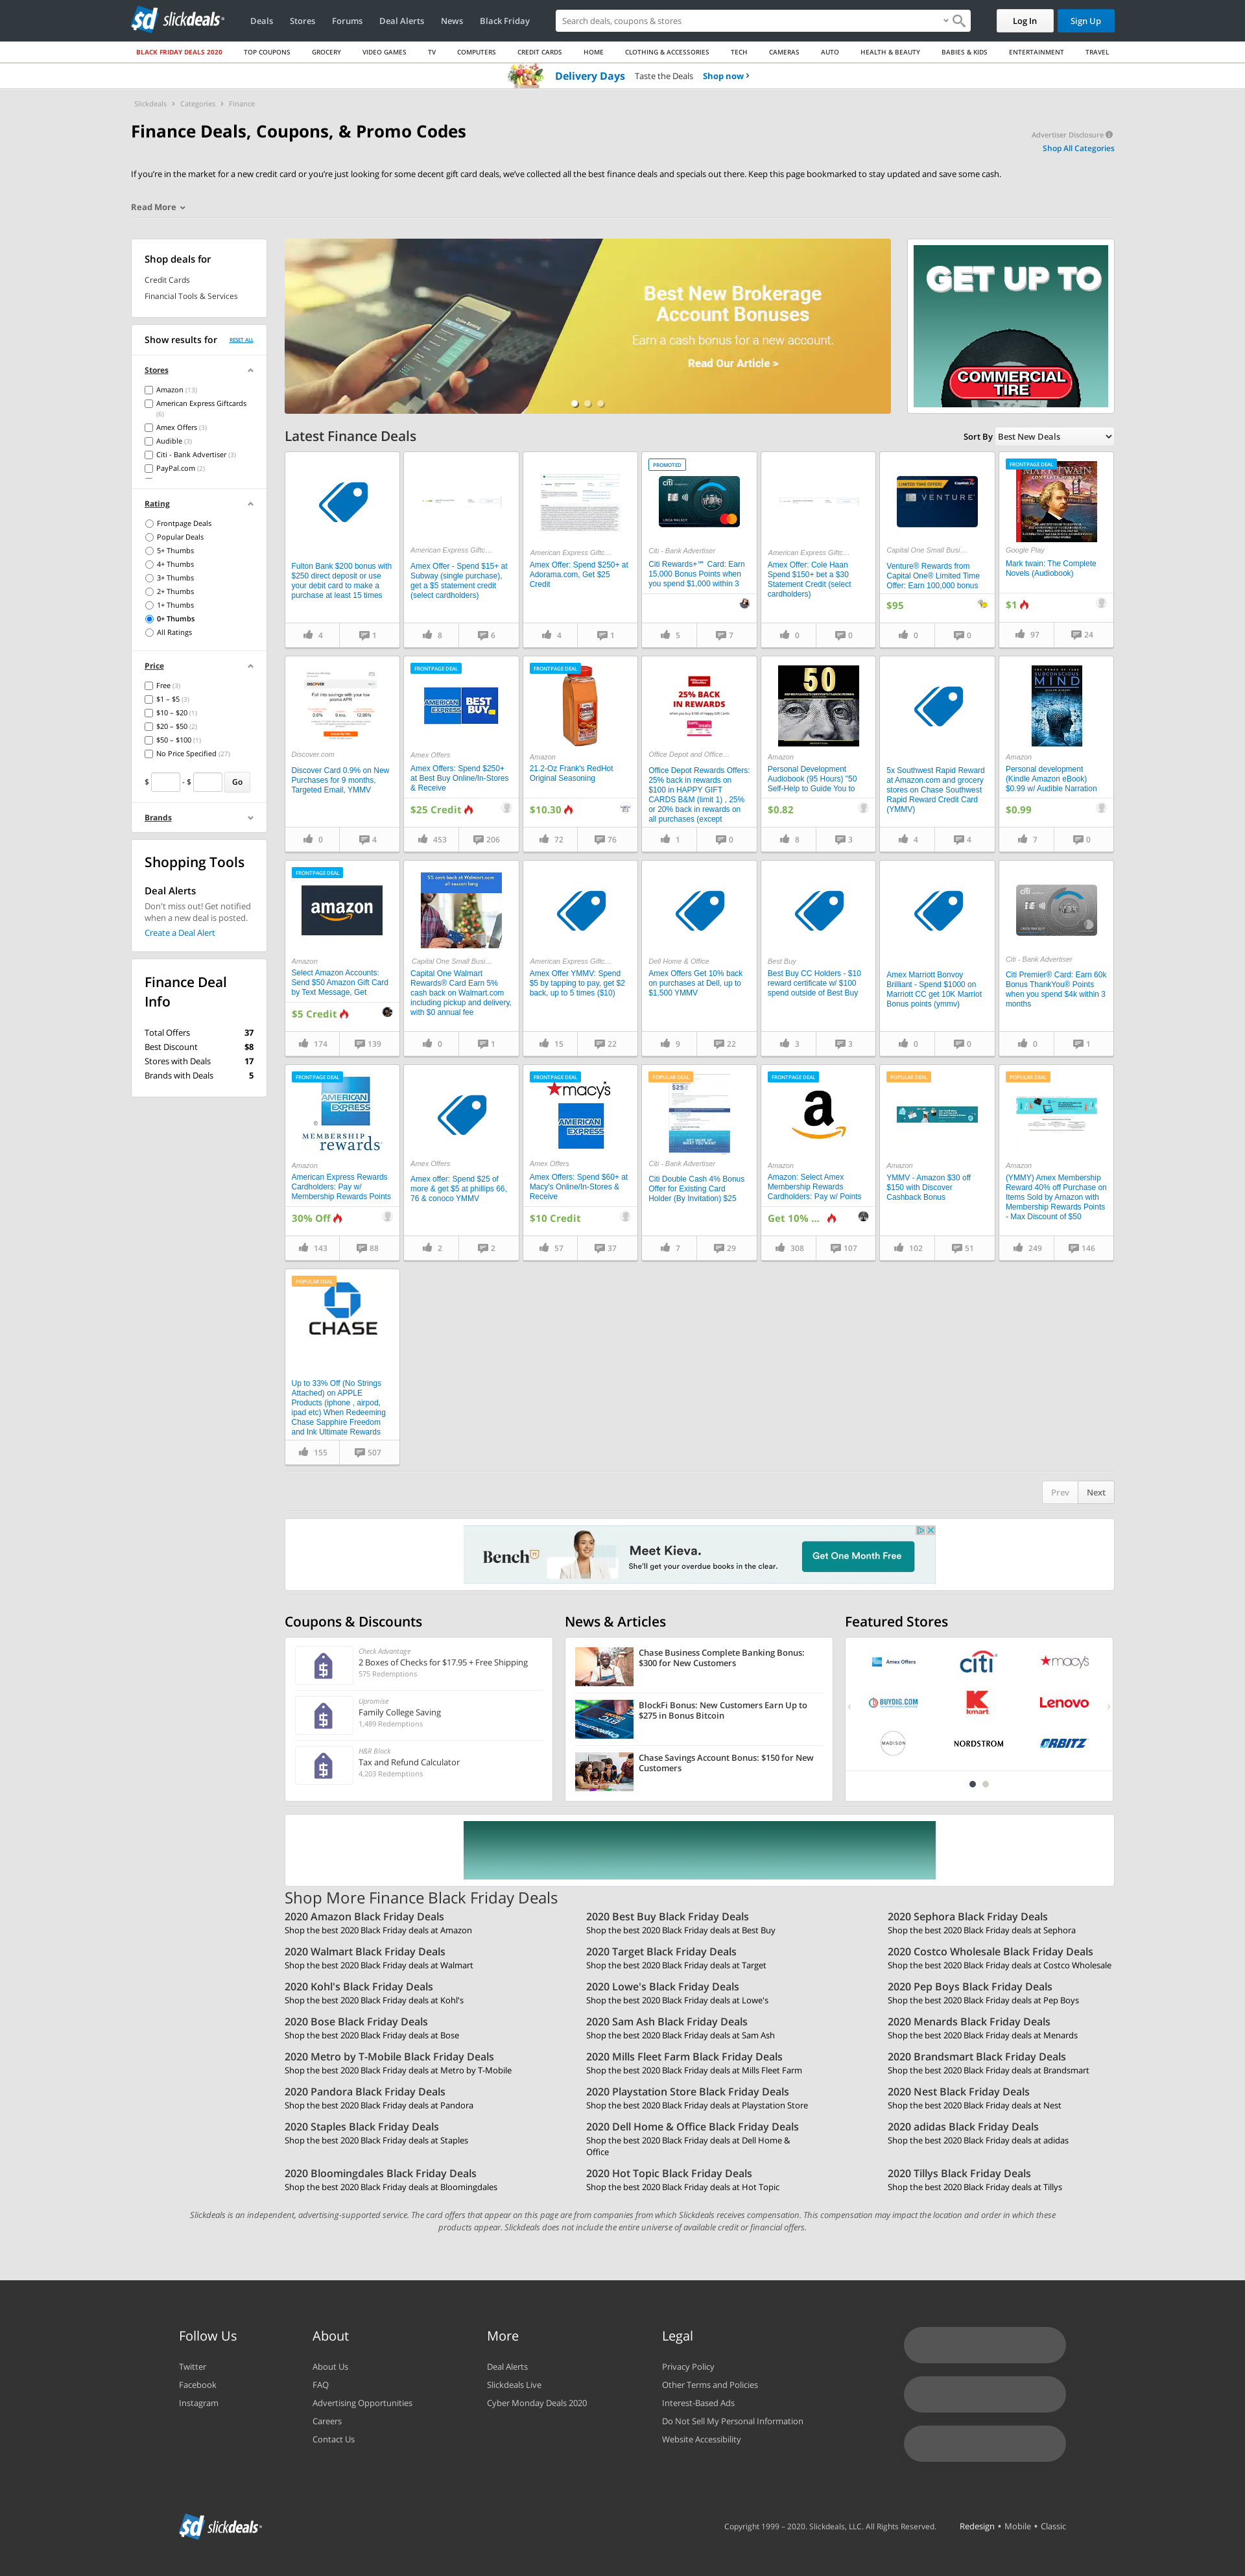 slickdeals
Deals
Stores
Forums
Deal Alerts
News
Black Friday
Search deals, coupons & stores
Log In
Sign Up
BLACK FRIDAY DEALS 2020
TOP COUPONS
GROCERY
VIDEO GAMES
TV
COMPUTERS
CREDIT CARDS
HOME
CLOTHING & ACCESSORIES
TECH
CAMERAS
AUTO
HEALTH & BEAUTY
BABIES & KIDS
ENTERTAINMENT
TRAVEL
Delivery Days Taste the Deals Shop now ›
Slickdeals › Categories › Finance
Finance Deals, Coupons, & Promo Codes
Advertiser Disclosure
Shop All Categories
If you're in the market for a new credit card or you're just looking for some decent gift card deals, we've collected all the best finance deals and specials out there. Keep this page bookmarked to stay updated and save some cash.
Read More
Shop deals for
Credit Cards
Financial Tools & Services
Show results for RESET ALL
Stores
Amazon (13)
American Express Giftcards
(6)
Amex Offers (3)
Audible (3)
Citi - Bank Advertiser (3)
PayPal.com (2)
Rating
Frontpage Deals
Popular Deals
5+ Thumbs
4+ Thumbs
3+ Thumbs
2+ Thumbs
1+ Thumbs
0+ Thumbs
All Ratings
Price
Free (3)
$1 – $5 (3)
$10 – $20 (1)
$20 – $50 (2)
$50 – $100 (1)
No Price Specified (27)
$ - $ Go
Brands
Shopping Tools
Deal Alerts
Don't miss out! Get notified
when a new deal is posted.
Create a Deal Alert
Finance Deal
Info
Total Offers 37
Best Discount $8
Stores with Deals 17
Brands with Deals 5
Best New Brokerage
Account Bonuses
Earn a cash bonus for a new account.
Read Our Article >
GET UP TO
COMMERCIAL
TIRE
Latest Finance Deals
Sort By Best New Deals
Fulton Bank $200 bonus with
$250 direct deposit or use
your debit card to make a
purchase at least 15 times
4 1
American Express Giftc...
Amex Offer - Spend $15+ at
Subway (single purchase),
get a $5 statement credit
(select cardholders)
8 6
American Express Giftc...
Amex Offer: Spend $250+ at
Adorama.com, Get $25
Credit
4 1
PROMOTED
citi
Citi - Bank Advertiser
Citi Rewards+℠ Card: Earn
15,000 Bonus Points when
you spend $1,000 within 3
5 7
American Express Giftc...
Amex Offer: Cole Haan
Spend $150+ bet a $30
Statement Credit (select
cardholders)
0 0
LIMITED TIME OFFER!
VENTURE
Capital One Small Busi...
Venture® Rewards from
Capital One® Limited Time
Offer: Earn 100,000 bonus
$95
0 0
FRONTPAGE DEAL
MARK TWAIN
Google Play
Mark twain: The Complete
Novels (Audiobook)
$1
97 24
DISCOVER
Discover.com
Discover Card 0.9% on New
Purchases for 9 months,
Targeted Email, YMMV
0 4
FRONTPAGE DEAL
AMERICAN EXPRESS
BEST BUY
Amex Offers
Amex Offers: Spend $250+
at Best Buy Online/In-Stores
& Receive
$25 Credit
453 206
FRONTPAGE DEAL
Amazon
21.2-Oz Frank's RedHot
Original Seasoning
$10.30
72 76
25% BACK
IN REWARDS
Office Depot and Office...
Office Depot Rewards Offers:
25% back in rewards on
$100 in HAPPY GIFT
CARDS B&M (limit 1) , 25%
or 20% back in rewards on
all purchases (except
1 0
50
Amazon
Personal Development
Audiobook (95 Hours) "50
Self-Help to Guide You to
$0.82
8 3
5x Southwest Rapid Reward
at Amazon.com and grocery
stores on Chase Southwest
Rapid Reward Credit Card
(YMMV)
4 4
SUBCONSCIOUS
MIND
Amazon
Personal development
(Kindle Amazon eBook)
$0.99 w/ Audible Narration
$0.99
7 0
FRONTPAGE DEAL
amazon
Amazon
Select Amazon Accounts:
Send $50 Amazon Gift Card
by Text Message, Get
$5 Credit
174 139
5% cash back at Walmart.com
all season long
Capital One Small Busi...
Capital One Walmart
Rewards® Card Earn 5%
cash back on Walmart.com
including pickup and delivery,
with $0 annual fee
0 1
American Express Giftc...
Amex Offer YMMV: Spend
$5 by tapping to pay, get $2
back, up to 5 times ($10)
15 22
Dell Home & Office
Amex Offers Get 10% back
on purchases at Dell, up to
$1,500 YMMV
9 22
Best Buy
Best Buy CC Holders - $10
reward certificate w/ $100
spend outside of Best Buy
3 3
Amex Marriott Bonvoy
Brilliant - Spend $1000 on
Marriott CC get 10K Marriot
Bonus points (ymmv)
0 0
citi
Citi - Bank Advertiser
Citi Premier® Card: Earn 60k
Bonus ThankYou® Points
when you spend $4k within 3
months
0 1
FRONTPAGE DEAL
AMERICAN EXPRESS
MEMBERSHIP
rewards
Amazon
American Express Rewards
Cardholders: Pay w/
Membership Rewards Points
30% Off
143 88
Amex Offers
Amex offer: Spend $25 of
more & get $5 at phillips 66,
76 & conoco YMMV
2 2
FRONTPAGE DEAL
macy's
AMERICAN EXPRESS
Amex Offers
Amex Offers: Spend $60+ at
Macy's Online/In-Stores &
Receive
$10 Credit
57 37
POPULAR DEAL
$25
Citi - Bank Advertiser
Citi Double Cash 4% Bonus
Offer for Existing Card
Holder (By Invitation) $25
7 29
FRONTPAGE DEAL
a
Amazon
Amazon: Select Amex
Membership Rewards
Cardholders: Pay w/ Points
Get 10% ...
308 107
POPULAR DEAL
Amazon
YMMV - Amazon $30 off
$150 with Discover
Cashback Bonus
102 51
POPULAR DEAL
Amazon
(YMMY) Amex Membership
Reward 40% off Purchase on
Items Sold by Amazon with
Membership Rewards Points
- Max Discount of $50
249 146
POPULAR DEAL
CHASE
Up to 33% Off (No Strings
Attached) on APPLE
Products (iphone , airpod,
ipad etc) When Redeeming
Chase Sapphire Freedom
and Ink Ultimate Rewards
155 507
Prev Next
Bench
Meet Kieva.
She'll get your overdue books in the clear.
Get One Month Free
Coupons & Discounts
Check Advantage
2 Boxes of Checks for $17.95 + Free Shipping
575 Redemptions
Upromise
Family College Saving
1,489 Redemptions
H&R Block
Tax and Refund Calculator
4,203 Redemptions
News & Articles
Chase Business Complete Banking Bonus:
$300 for New Customers
BlockFi Bonus: New Customers Earn Up to
$275 in Bonus Bitcoin
Chase Savings Account Bonus: $150 for New
Customers
Featured Stores
Amex Offers
citi
macy's
BUYDIG.COM
kmart
Lenovo
MADISON
NORDSTROM
ORBITZ
Shop More Finance Black Friday Deals
2020 Amazon Black Friday Deals
Shop the best 2020 Black Friday deals at Amazon
2020 Best Buy Black Friday Deals
Shop the best 2020 Black Friday deals at Best Buy
2020 Sephora Black Friday Deals
Shop the best 2020 Black Friday deals at Sephora
2020 Walmart Black Friday Deals
Shop the best 2020 Black Friday deals at Walmart
2020 Target Black Friday Deals
Shop the best 2020 Black Friday deals at Target
2020 Costco Wholesale Black Friday Deals
Shop the best 2020 Black Friday deals at Costco Wholesale
2020 Kohl's Black Friday Deals
Shop the best 2020 Black Friday deals at Kohl's
2020 Lowe's Black Friday Deals
Shop the best 2020 Black Friday deals at Lowe's
2020 Pep Boys Black Friday Deals
Shop the best 2020 Black Friday deals at Pep Boys
2020 Bose Black Friday Deals
Shop the best 2020 Black Friday deals at Bose
2020 Sam Ash Black Friday Deals
Shop the best 2020 Black Friday deals at Sam Ash
2020 Menards Black Friday Deals
Shop the best 2020 Black Friday deals at Menards
2020 Metro by T-Mobile Black Friday Deals
Shop the best 2020 Black Friday deals at Metro by T-Mobile
2020 Mills Fleet Farm Black Friday Deals
Shop the best 2020 Black Friday deals at Mills Fleet Farm
2020 Brandsmart Black Friday Deals
Shop the best 2020 Black Friday deals at Brandsmart
2020 Pandora Black Friday Deals
Shop the best 2020 Black Friday deals at Pandora
2020 Playstation Store Black Friday Deals
Shop the best 2020 Black Friday deals at Playstation Store
2020 Nest Black Friday Deals
Shop the best 2020 Black Friday deals at Nest
2020 Staples Black Friday Deals
Shop the best 2020 Black Friday deals at Staples
2020 Dell Home & Office Black Friday Deals
Shop the best 2020 Black Friday deals at Dell Home &
Office
2020 adidas Black Friday Deals
Shop the best 2020 Black Friday deals at adidas
2020 Bloomingdales Black Friday Deals
Shop the best 2020 Black Friday deals at Bloomingdales
2020 Hot Topic Black Friday Deals
Shop the best 2020 Black Friday deals at Hot Topic
2020 Tillys Black Friday Deals
Shop the best 2020 Black Friday deals at Tillys
Slickdeals is an independent, advertising-supported service. The card offers that appear on this page are from companies from which Slickdeals receives compensation. This compensation may impact the location and order in which these
products appear. Slickdeals does not include the entire universe of available credit or financial offers.
Follow Us
Twitter
Facebook
Instagram
About
About Us
FAQ
Advertising Opportunities
Careers
Contact Us
More
Deal Alerts
Slickdeals Live
Cyber Monday Deals 2020
Legal
Privacy Policy
Other Terms and Policies
Interest-Based Ads
Do Not Sell My Personal Information
Website Accessibility
slickdeals
Copyright 1999 – 2020. Slickdeals, LLC. All Rights Reserved.
Redesign • Mobile • Classic